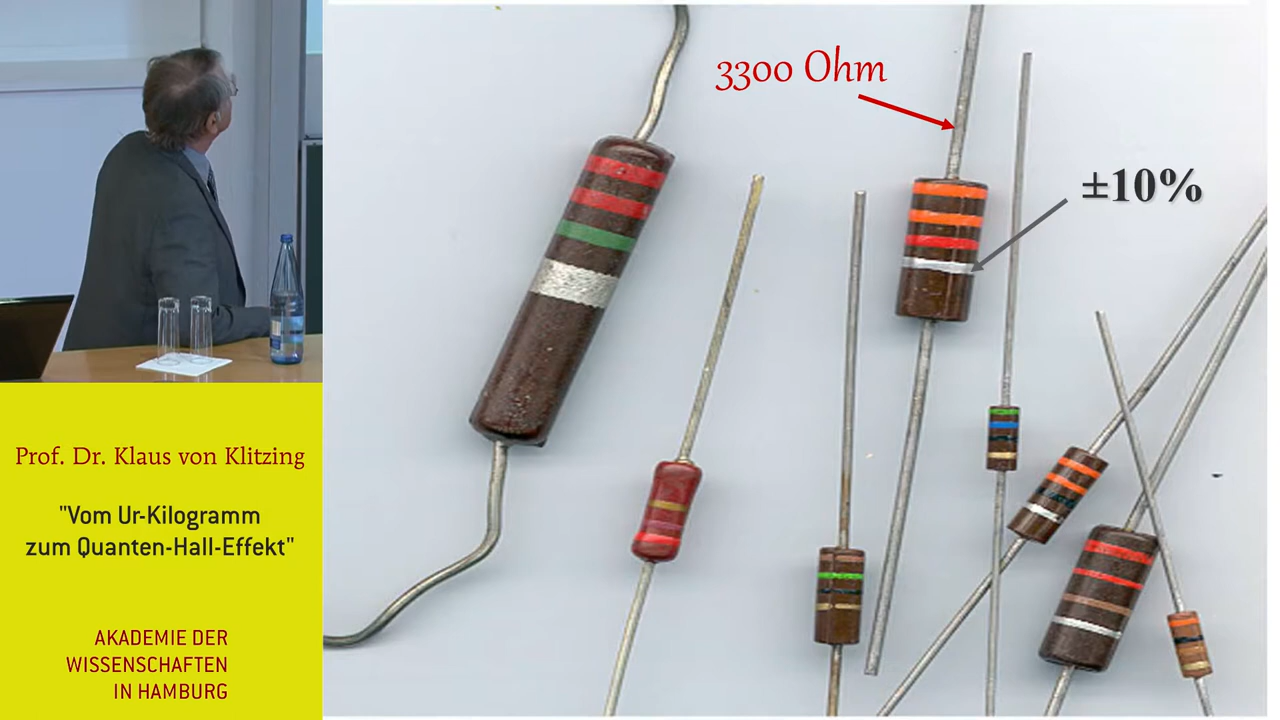 3300 Ohm
±10%
Prof. Dr. Klaus von Klitzing
"Vom Ur-Kilogramm
zum Quanten-Hall-Effekt"
AKADEMIE DER
WISSENSCHAFTEN
IN HAMBURG